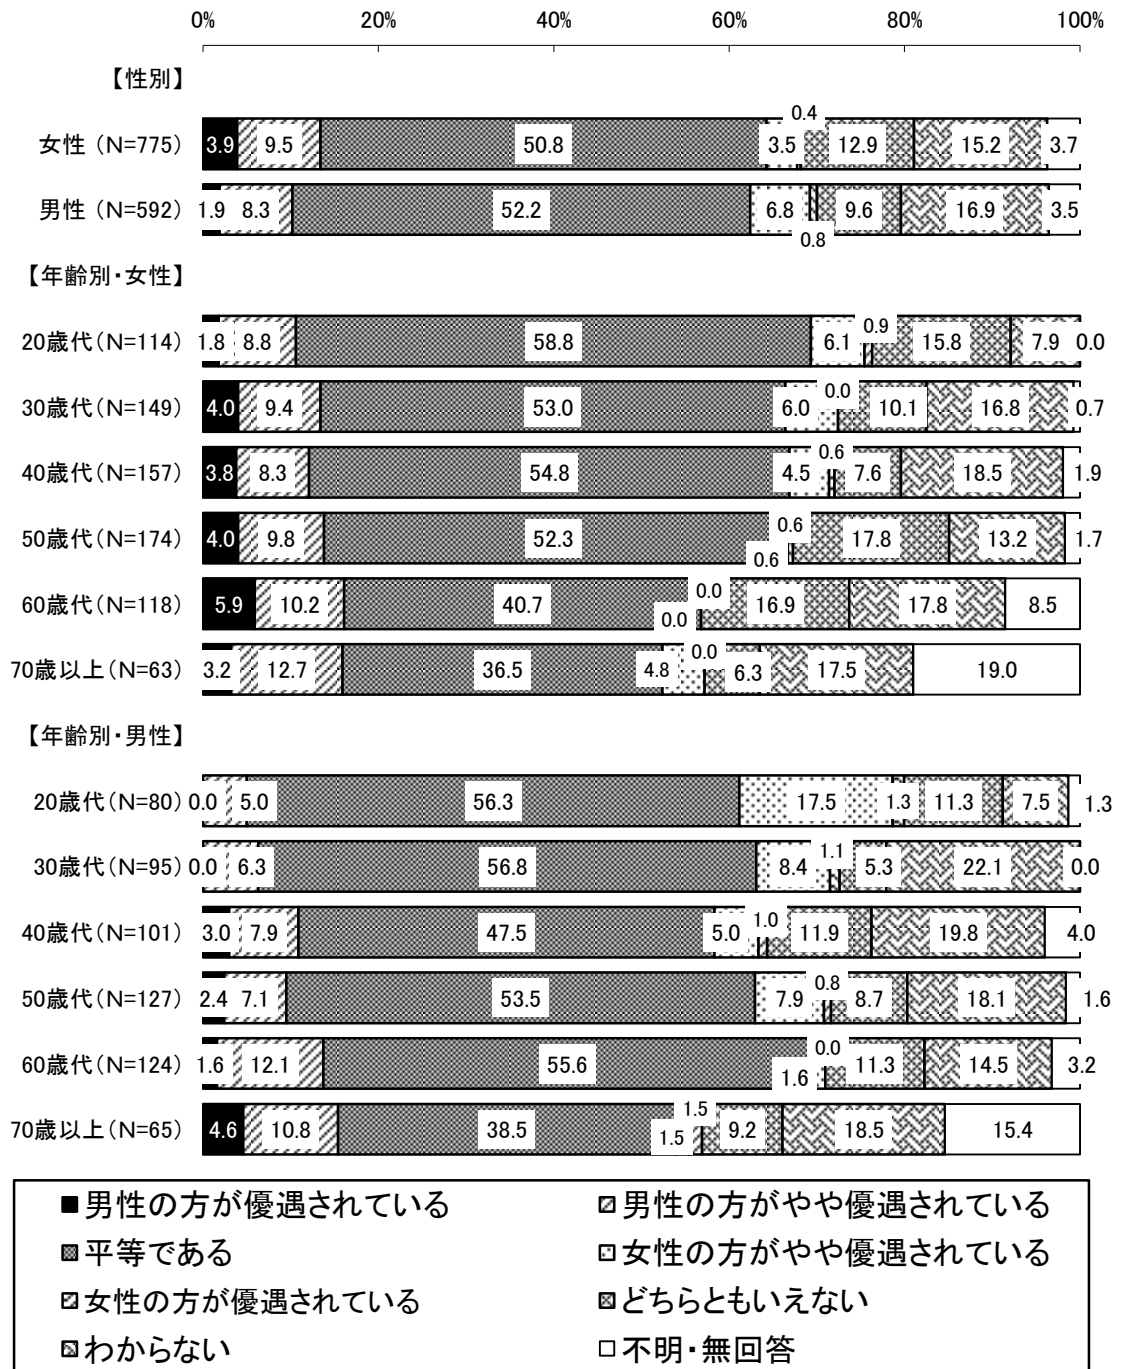 0% 20% 40% 60% 80% 100%
【性別】
0.4
女性 (N=775) 3.9 9.5 50.8 3.5 12.9 15.2 3.7
男性 (N=592) 1.9 8.3 52.2 6.8 9.6 16.9 3.5
0.8
【年齢別・女性】
20歳代(N=114) 1.8 8.8 58.8 6.1 0.9 15.8 7.9 0.0
30歳代(N=149) 4.0 9.4 53.0 6.0 0.0 10.1 16.8 0.7
40歳代(N=157) 3.8 8.3 54.8 4.5 0.6 7.6 18.5 1.9
50歳代(N=174) 4.0 9.8 52.3 0.6 0.6 17.8 13.2 1.7
60歳代(N=118) 5.9 10.2 40.7 0.0 0.0 16.9 17.8 8.5
70歳以上(N=63) 3.2 12.7 36.5 4.8 0.0 6.3 17.5 19.0
【年齢別・男性】
20歳代(N=80) 0.0 5.0 56.3 17.5 1.3 11.3 7.5 1.3
30歳代(N=95) 0.0 6.3 56.8 8.4 1.1 5.3 22.1 0.0
40歳代(N=101) 3.0 7.9 47.5 5.0 1.0 11.9 19.8 4.0
50歳代(N=127) 2.4 7.1 53.5 7.9 0.8 8.7 18.1 1.6
60歳代(N=124) 1.6 12.1 55.6 1.6 0.0 11.3 14.5 3.2
70歳以上(N=65) 4.6 10.8 38.5 1.5 1.5 9.2 18.5 15.4
男性の方が優遇されている 男性の方がやや優遇されている
平等である 女性の方がやや優遇されている
女性の方が優遇されている どちらともいえない
わからない 不明・無回答